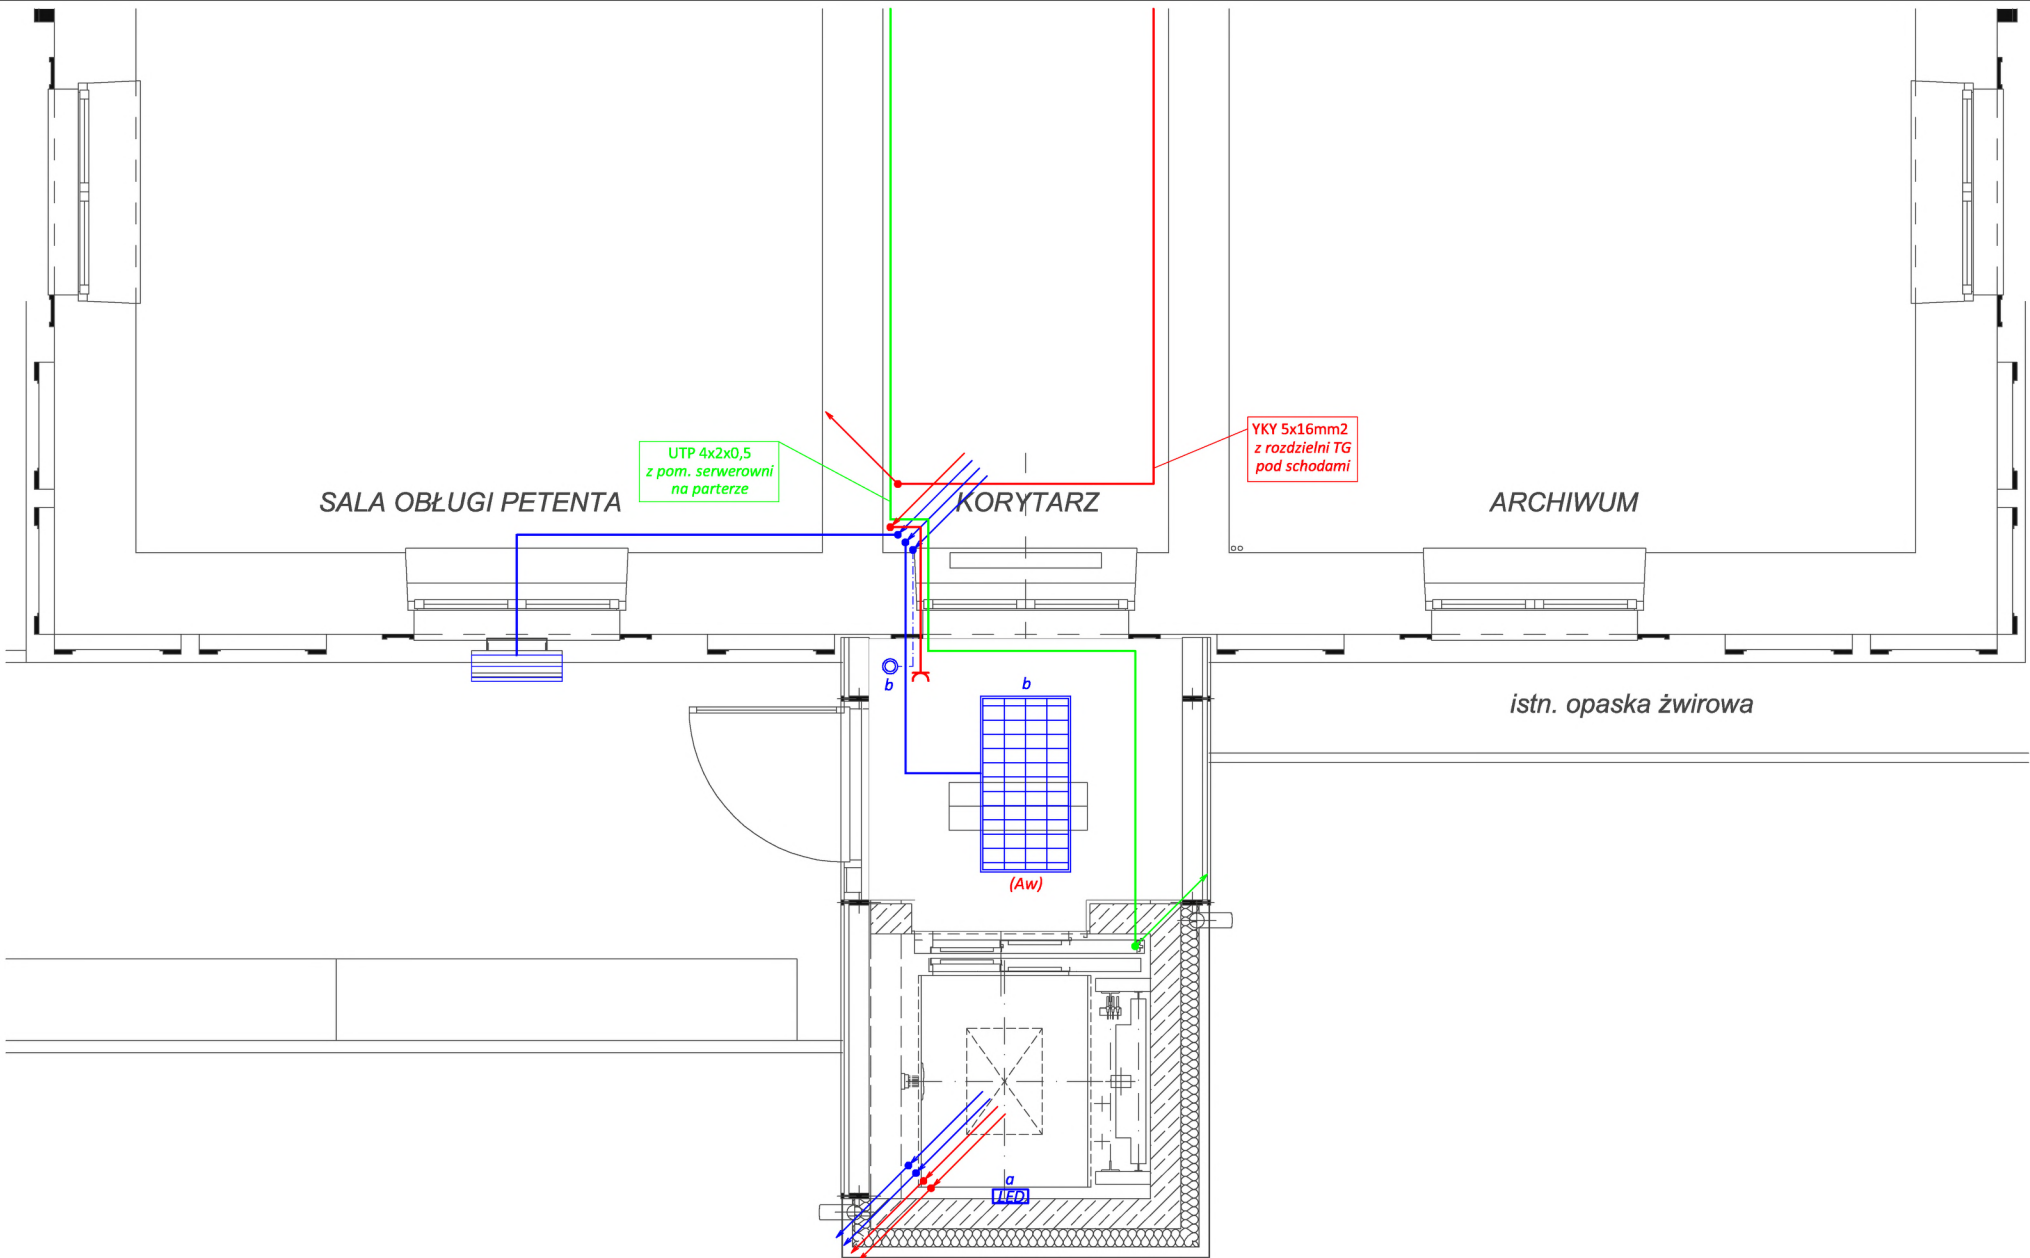 UTP 4x2x0,5
z pom. serwerowni
na parterze
YKY 5x16mm2
z rozdzielni TG
pod schodami
SALA OBŁUGI PETENTA
KORYTARZ
ARCHIWUM
b
b
istn. opaska żwirowa
(Aw)
a
LED